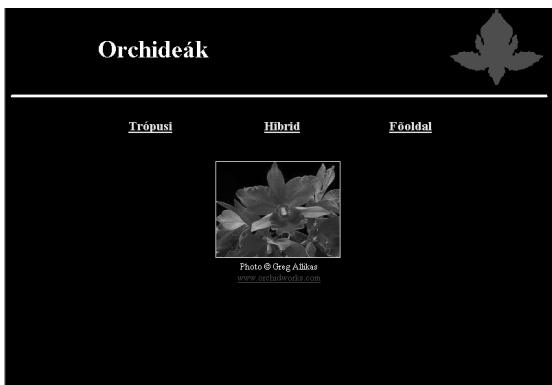 Orchideák
Trópusi Hibrid Főoldal
Photo © Greg Allikas
www.orchidworks.com